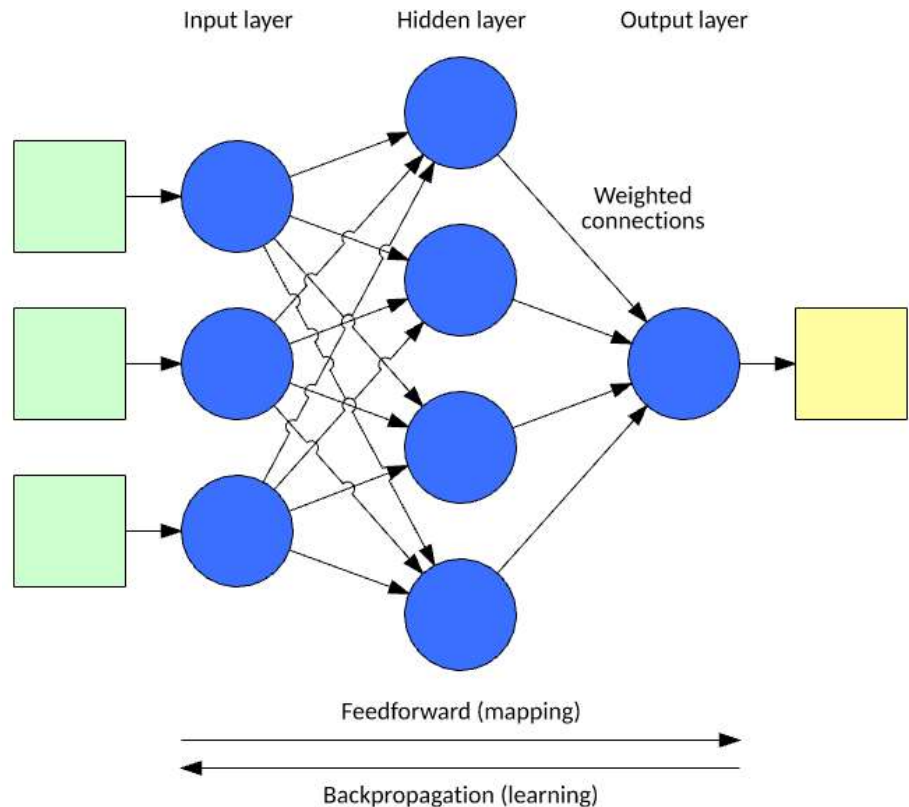 Input layer
Hidden layer
Output layer
Weighted
connections
Feedforward (mapping)
Backpropagation (learning)